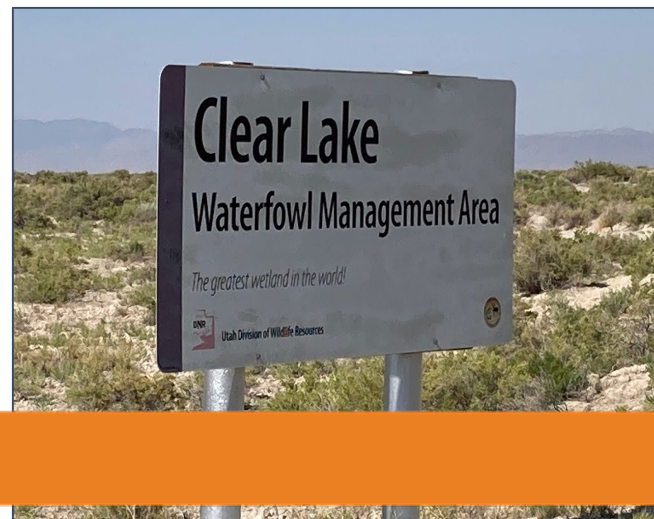 Clear Lake
Waterfowl Management Area
The greatest wetland in the world!
DNR
Utah Division of Wildlife Resources